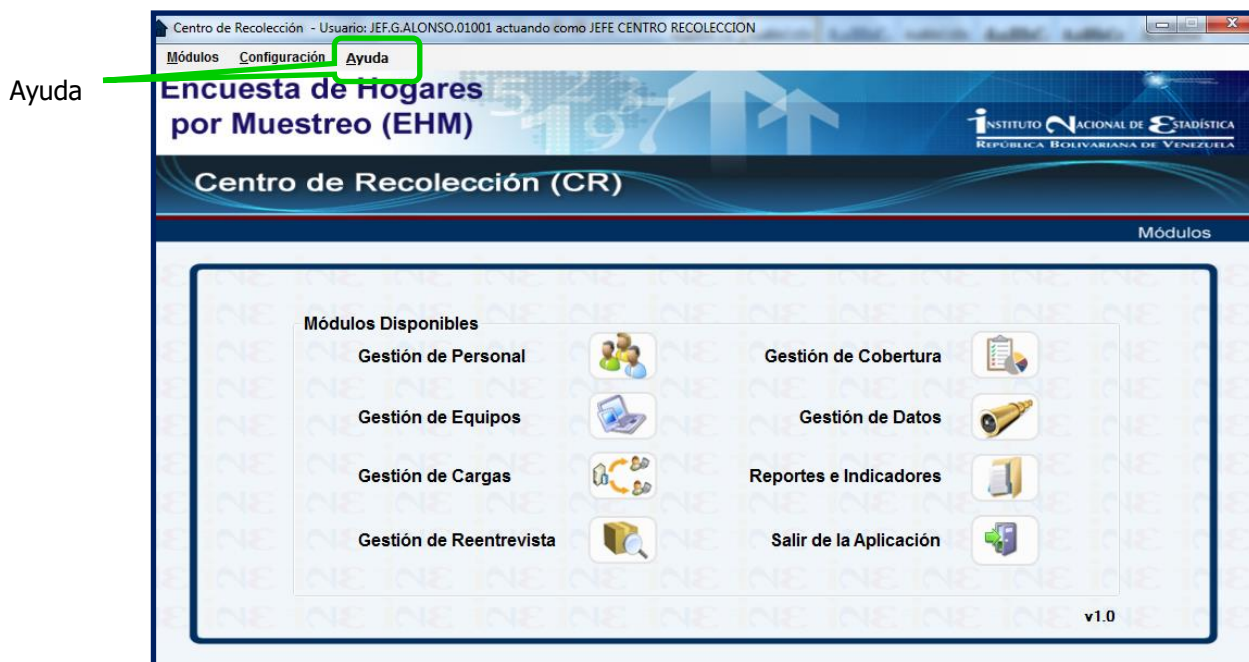 Centro de Recolección - Usuario: JEF.G.ALONSO.01001 actuando como JEFE CENTRO RECOLECCION
Módulos Configuración Ayuda
Ayuda
Encuesta de Hogares
por Muestreo (EHM)
INSTITUTO NACIONAL DE ESTADÍSTICA
REPÚBLICA BOLIVARIANA DE VENEZUELA
Centro de Recolección (CR)
Módulos
Módulos Disponibles
Gestión de Personal
Gestión de Cobertura
Gestión de Equipos
Gestión de Datos
Gestión de Cargas
Reportes e Indicadores
Gestión de Reentrevista
Salir de la Aplicación
v1.0